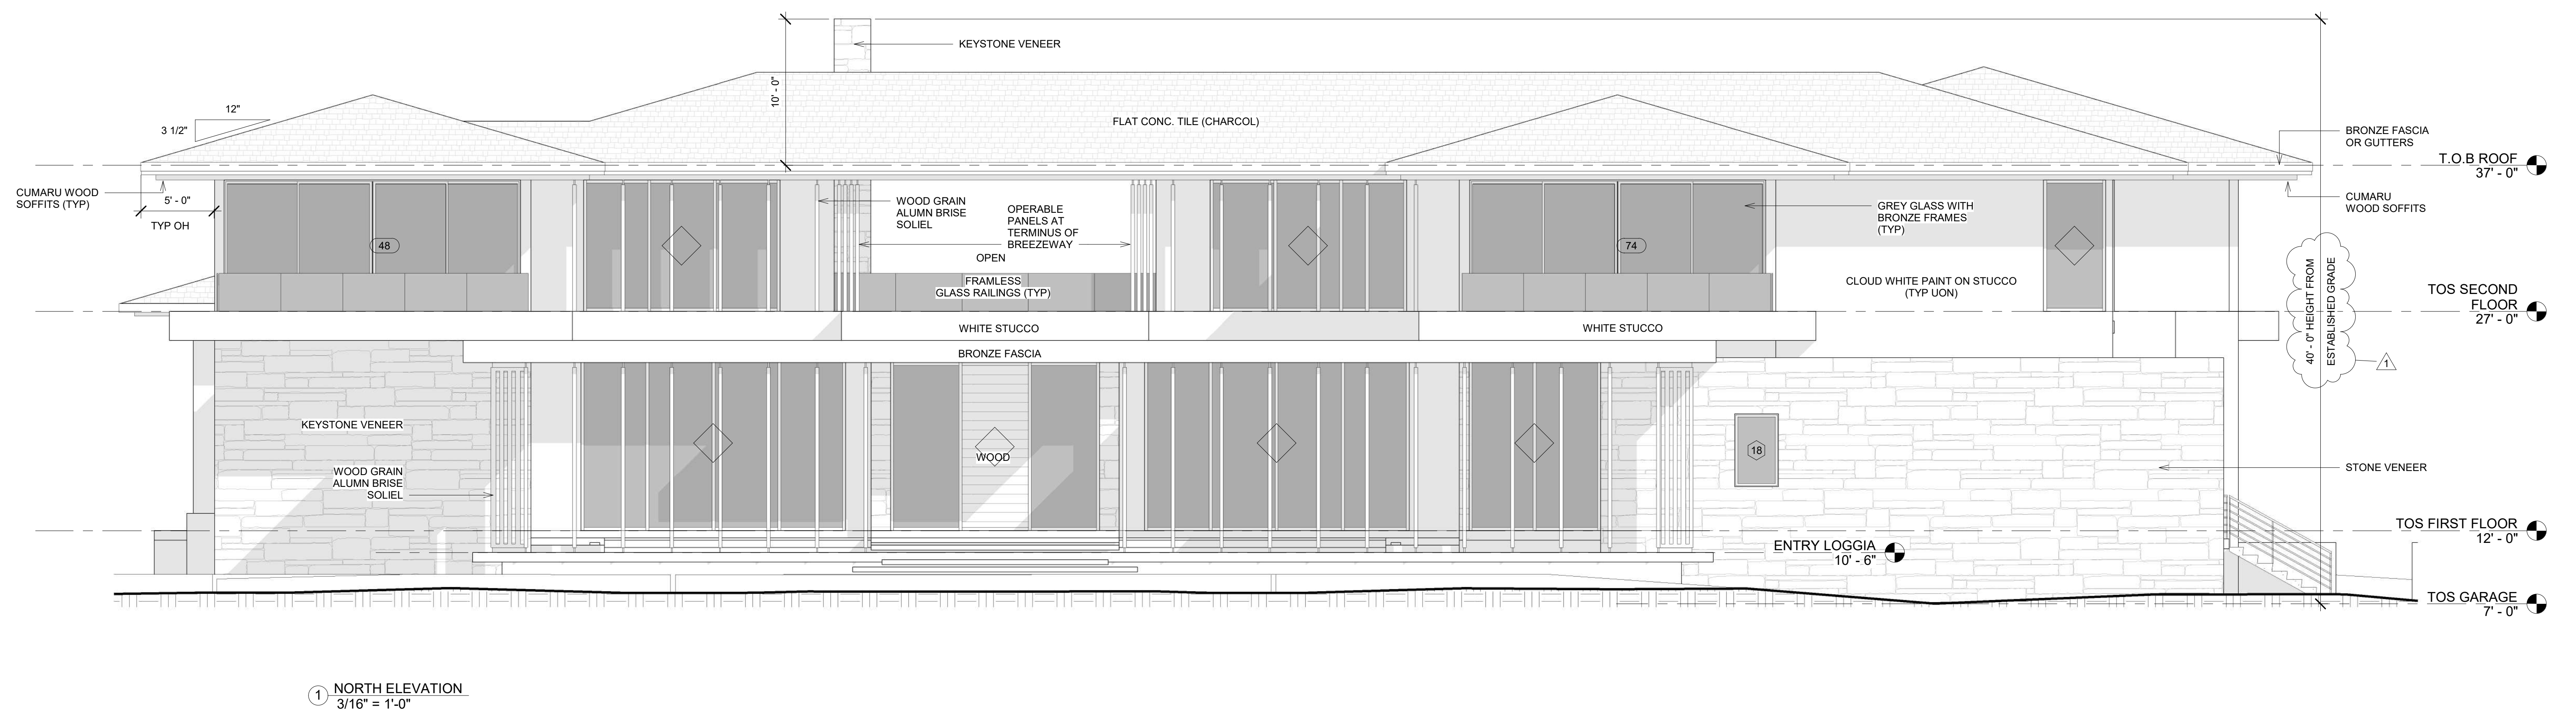 KEYSTONE VENEER
10' - 0"
12"
3 1/2"
FLAT CONC. TILE (CHARCOL)
BRONZE FASCIA
OR GUTTERS
T.O.B ROOF
37' - 0"
CUMARU WOOD
SOFFITS (TYP)
5' - 0"
TYP OH
WOOD GRAIN
ALUMN BRISE
SOLIEL
OPERABLE
PANELS AT
TERMINUS OF
BREEZEWAY
OPEN
GREY GLASS WITH
BRONZE FRAMES
(TYP)
CUMARU
WOOD SOFFITS
48
74
FRAMLESS
GLASS RAILINGS (TYP)
CLOUD WHITE PAINT ON STUCCO
(TYP UON)
40' - 0" HEIGHT FROM
ESTABLISHED GRADE
TOS SECOND
FLOOR
27' - 0"
WHITE STUCCO
WHITE STUCCO
BRONZE FASCIA
1
KEYSTONE VENEER
WOOD
18
WOOD GRAIN
ALUMN BRISE
SOLIEL
STONE VENEER
TOS FIRST FLOOR
12' - 0"
ENTRY LOGGIA
10' - 6"
TOS GARAGE
7' - 0"
1 NORTH ELEVATION
3/16" = 1'-0"